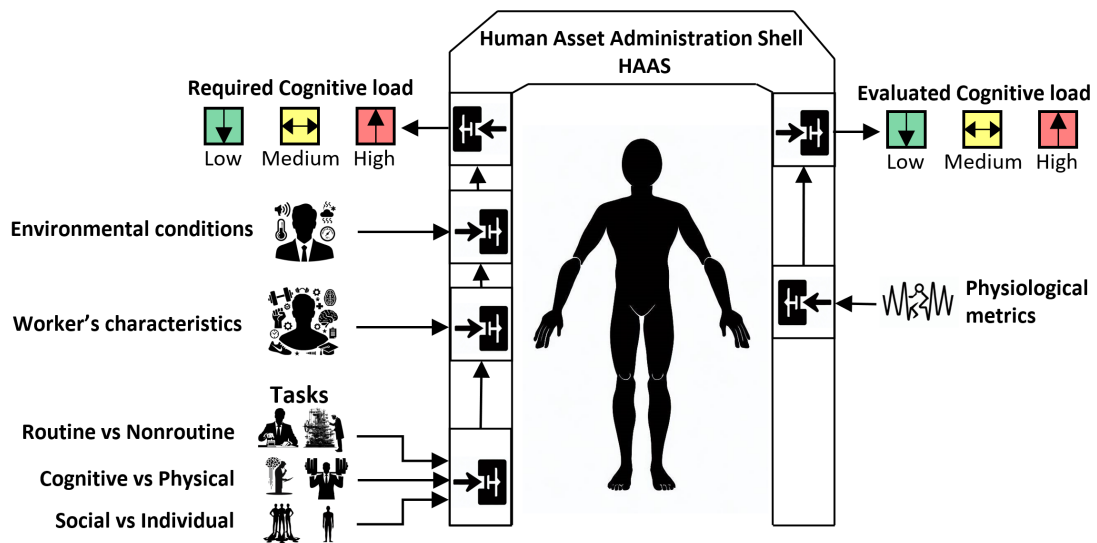 Human Asset Administration Shell
HAAS
Required Cognitive load
Low Medium High
Evaluated Cognitive load
Low Medium High
Environmental conditions
Worker's characteristics
Physiological
metrics
Tasks
Routine vs Nonroutine
Cognitive vs Physical
Social vs Individual